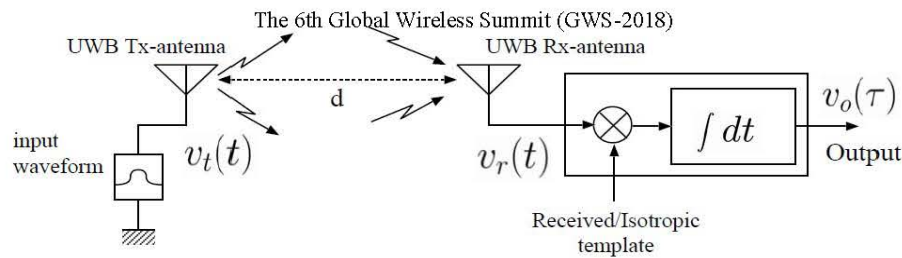 The 6th Global Wireless Summit (GWS-2018)
UWB Tx-antenna
UWB Rx-antenna
d
input
waveform
v_t(t)
v_r(t)
∫ dt
v_o(τ)
Output
Received/Isotropic
template